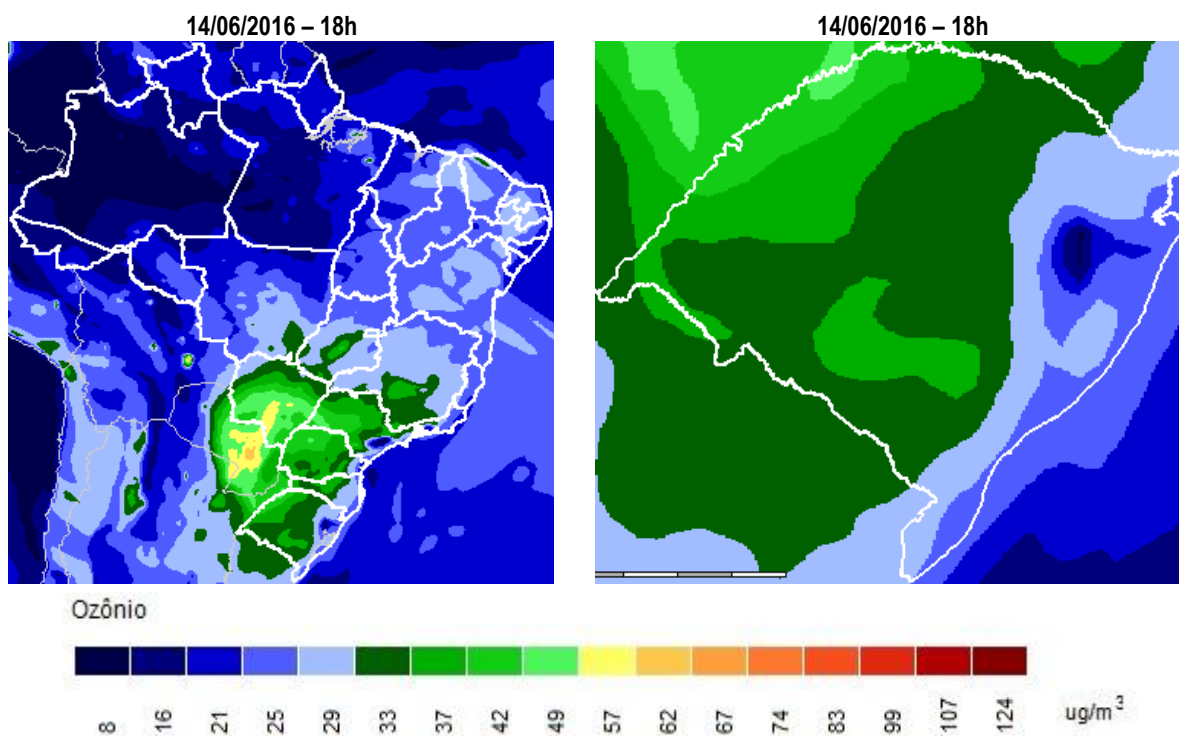 14/06/2016 – 18h
14/06/2016 – 18h
Ozônio
8 16 21 25 29 33 37 42 49 57 62 67 74 83 99 107 124 ug/m³